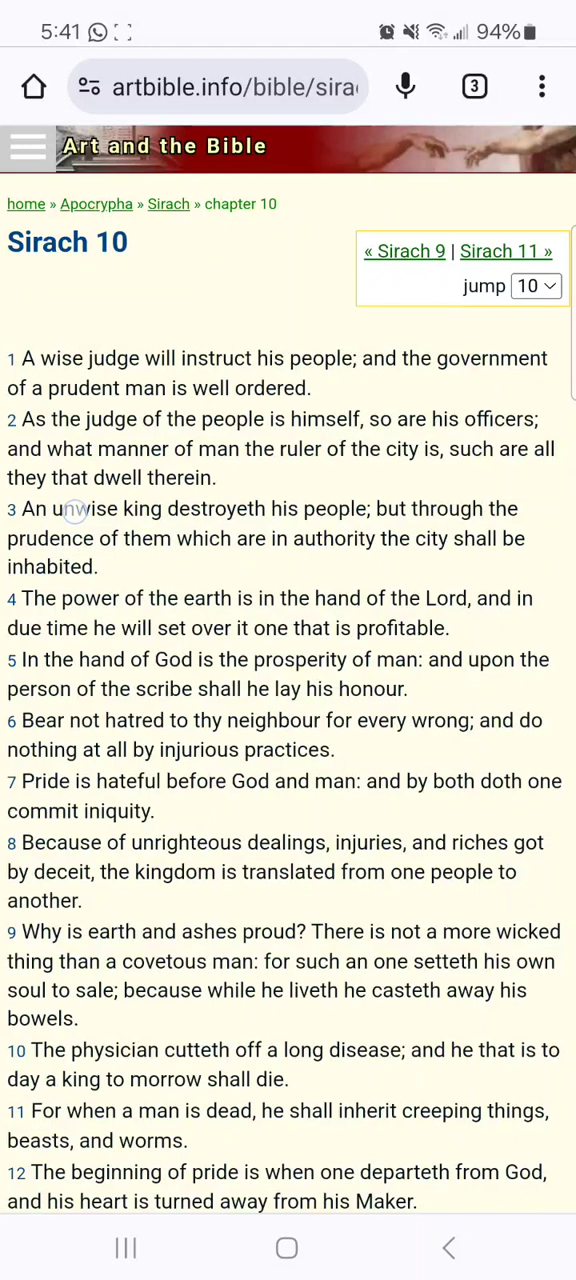 5:41
94%
artbible.info/bible/sira
3
Art and the Bible
home » Apocrypha » Sirach » chapter 10
Sirach 10
« Sirach 9 | Sirach 11 »
jump 10
1 A wise judge will instruct his people; and the government
of a prudent man is well ordered.
2 As the judge of the people is himself, so are his officers;
and what manner of man the ruler of the city is, such are all
they that dwell therein.
3 An unwise king destroyeth his people; but through the
prudence of them which are in authority the city shall be
inhabited.
4 The power of the earth is in the hand of the Lord, and in
due time he will set over it one that is profitable.
5 In the hand of God is the prosperity of man: and upon the
person of the scribe shall he lay his honour.
6 Bear not hatred to thy neighbour for every wrong; and do
nothing at all by injurious practices.
7 Pride is hateful before God and man: and by both doth one
commit iniquity.
8 Because of unrighteous dealings, injuries, and riches got
by deceit, the kingdom is translated from one people to
another.
9 Why is earth and ashes proud? There is not a more wicked
thing than a covetous man: for such an one setteth his own
soul to sale; because while he liveth he casteth away his
bowels.
10 The physician cutteth off a long disease; and he that is to
day a king to morrow shall die.
11 For when a man is dead, he shall inherit creeping things,
beasts, and worms.
12 The beginning of pride is when one departeth from God,
and his heart is turned away from his Maker.